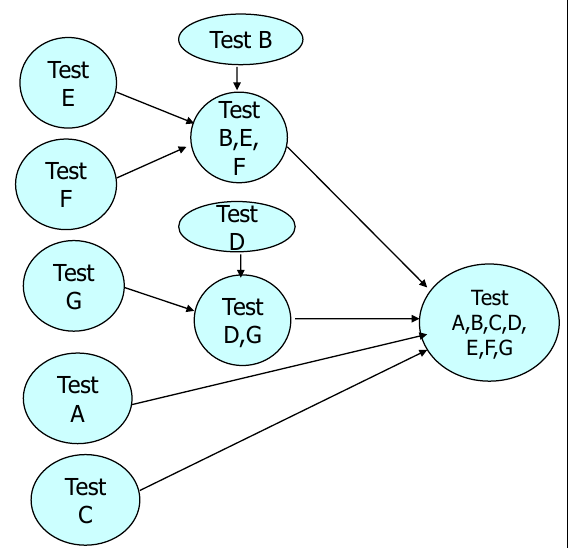 Test B
Test
E
Test
B,E,
F
Test
F
Test
D
Test
G
Test
D,G
Test
A,B,C,D,
E,F,G
Test
A
Test
C